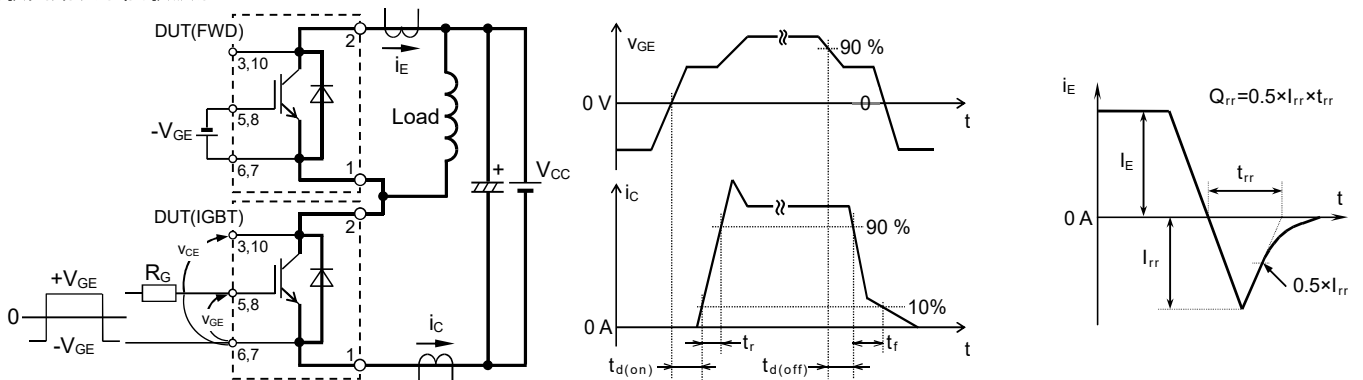 DUT(FWD)
2
3,10
iE
Load
5,8
-VGE
6,7
1
+
VCC
DUT(IGBT)
2
3,10
vCE
+VGE
RG
5,8
0
vGE
-VGE
6,7
1
iC
vGE
90 %
0 V
0
t
iC
90 %
10%
0 A
tr
tf
t
td(on)
td(off)
iE
Qrr=0.5×Irr×trr
IE
trr
0 A
t
Irr
0.5×Irr